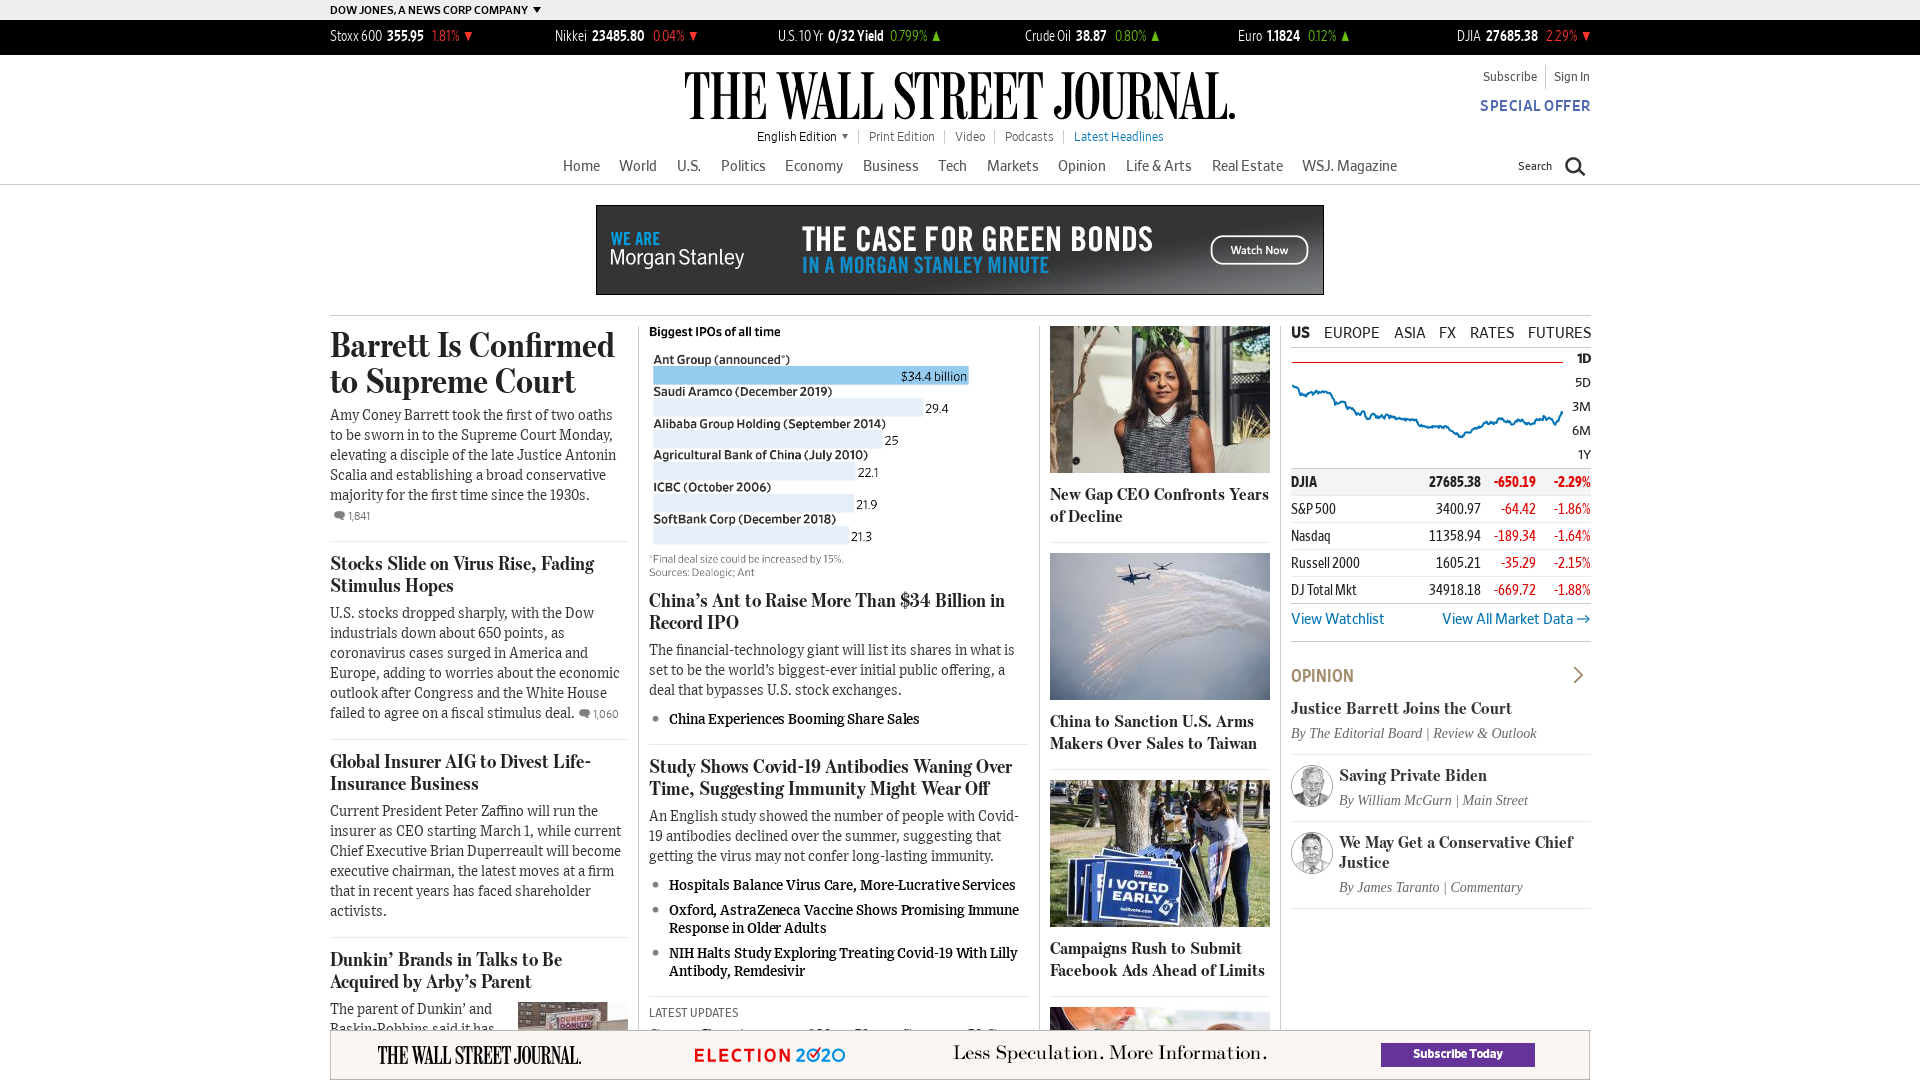 DOW JONES, A NEWS CORP COMPANY
Stoxx 600 355.95 1.81% ▼
Nikkei 23485.80 0.04% ▼
U.S. 10 Yr 0/32 Yield 0.799% ▲
Crude Oil 38.87 0.80% ▲
Euro 1.1824 0.12% ▲
DJIA 27685.38 2.29% ▼
THE WALL STREET JOURNAL.
Subscribe
Sign In
SPECIAL OFFER
English Edition
Print Edition
Video
Podcasts
Latest Headlines
Home
World
U.S.
Politics
Economy
Business
Tech
Markets
Opinion
Life & Arts
Real Estate
WSJ. Magazine
Search
WE ARE
Morgan Stanley
THE CASE FOR GREEN BONDS
IN A MORGAN STANLEY MINUTE
Watch Now
Barrett Is Confirmed
to Supreme Court
Amy Coney Barrett took the first of two oaths
to be sworn in to the Supreme Court Monday,
elevating a disciple of the late Justice Antonin
Scalia and establishing a broad conservative
majority for the first time since the 1930s.
1,841
Stocks Slide on Virus Rise, Fading
Stimulus Hopes
U.S. stocks dropped sharply, with the Dow
industrials down about 650 points, as
coronavirus cases surged in America and
Europe, adding to worries about the economic
outlook after Congress and the White House
failed to agree on a fiscal stimulus deal. 1,060
Global Insurer AIG to Divest Life-
Insurance Business
Current President Peter Zaffino will run the
insurer as CEO starting March 1, while current
Chief Executive Brian Duperreault will become
executive chairman, the latest moves at a firm
that in recent years has faced shareholder
activists.
Dunkin’ Brands in Talks to Be
Acquired by Arby’s Parent
The parent of Dunkin’ and
Baskin-Robbins said it has
Biggest IPOs of all time
Ant Group (announced*)
$34.4 billion
Saudi Aramco (December 2019)
29.4
Alibaba Group Holding (September 2014)
25
Agricultural Bank of China (July 2010)
22.1
ICBC (October 2006)
21.9
SoftBank Corp (December 2018)
21.3
*Final deal size could be increased by 15%.
Sources: Dealogic; Ant
China’s Ant to Raise More Than $34 Billion in
Record IPO
The financial-technology giant will list its shares in what is
set to be the world’s biggest-ever initial public offering, a
deal that bypasses U.S. stock exchanges.
China Experiences Booming Share Sales
Study Shows Covid-19 Antibodies Waning Over
Time, Suggesting Immunity Might Wear Off
An English study showed the number of people with Covid-
19 antibodies declined over the summer, suggesting that
getting the virus may not confer long-lasting immunity.
Hospitals Balance Virus Care, More-Lucrative Services
Oxford, AstraZeneca Vaccine Shows Promising Immune
Response in Older Adults
NIH Halts Study Exploring Treating Covid-19 With Lilly
Antibody, Remdesivir
LATEST UPDATES
New Gap CEO Confronts Years
of Decline
China to Sanction U.S. Arms
Makers Over Sales to Taiwan
I VOTED
EARLY
Campaigns Rush to Submit
Facebook Ads Ahead of Limits
US EUROPE ASIA FX RATES FUTURES
1D
5D
3M
6M
1Y
DJIA 27685.38 -650.19 -2.29%
S&P 500 3400.97 -64.42 -1.86%
Nasdaq 11358.94 -189.34 -1.64%
Russell 2000 1605.21 -35.29 -2.15%
DJ Total Mkt 34918.18 -669.72 -1.88%
View Watchlist
View All Market Data →
OPINION
Justice Barrett Joins the Court
By The Editorial Board | Review & Outlook
Saving Private Biden
By William McGurn | Main Street
We May Get a Conservative Chief
Justice
By James Taranto | Commentary
THE WALL STREET JOURNAL.
ELECTION 2020
Less Speculation. More Information.
Subscribe Today